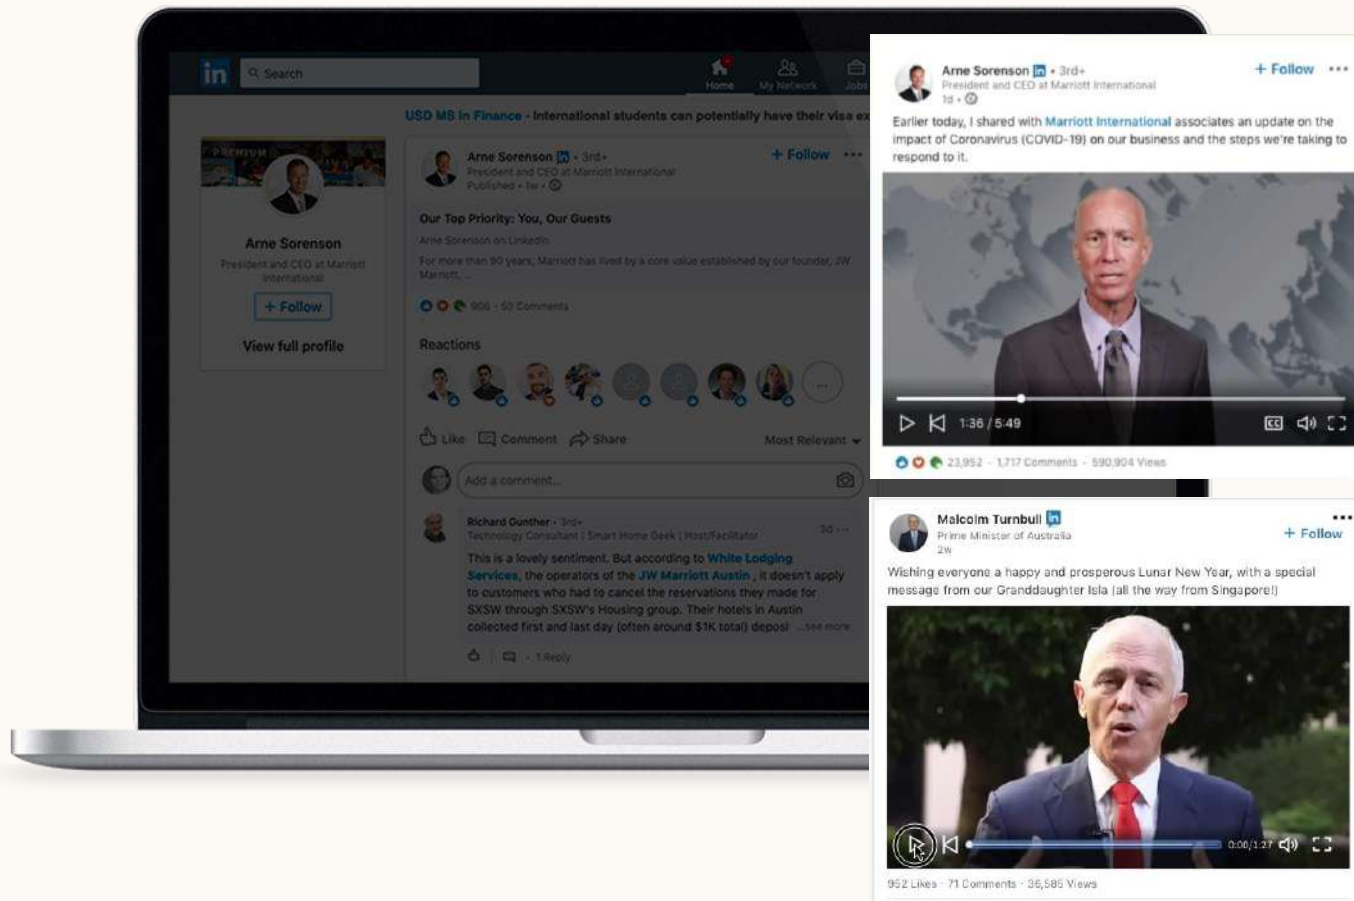 in
Search
Home
My Network
Jobs
USD MS in Finance - International students can potentially have their visa ex
PREMIUM
Arne Sorenson
President and CEO at Marriott
International
+ Follow
View full profile
Arne Sorenson in • 3rd+
President and CEO at Marriott International
Published • 1w •
+ Follow
Our Top Priority: You, Our Guests
Arne Sorenson on LinkedIn
For more than 90 years, Marriott has lived by a core value established by our founder, JW
Marriott, ...
906 • 60 Comments
Reactions
...
Like
Comment
Share
Most Relevant
Add a comment...
Richard Gunther • 3rd+
3d
Technology Consultant | Smart Home Geek | Host/Facilitator
This is a lovely sentiment. But according to White Lodging
Services, the operators of the JW Marriott Austin , it doesn't apply
to customers who had to cancel the reservations they made for
SXSW through SXSW's Housing group. Their hotels in Austin
collected first and last day (often around $1K total) deposi ...see more
1 Reply
Arne Sorenson in • 3rd+
+ Follow
President and CEO at Marriott International
1d •
Earlier today, I shared with Marriott International associates an update on the
impact of Coronavirus (COVID-19) on our business and the steps we're taking to
respond to it.
1:36 / 5:49
CC
23,952 - 1,717 Comments - 590,904 Views
Malcolm Turnbull in
Prime Minister of Australia
2w
+ Follow
Wishing everyone a happy and prosperous Lunar New Year, with a special
message from our Granddaughter Isla (all the way from Singapore!)
0:00/1:27
952 Likes · 71 Comments · 36,585 Views